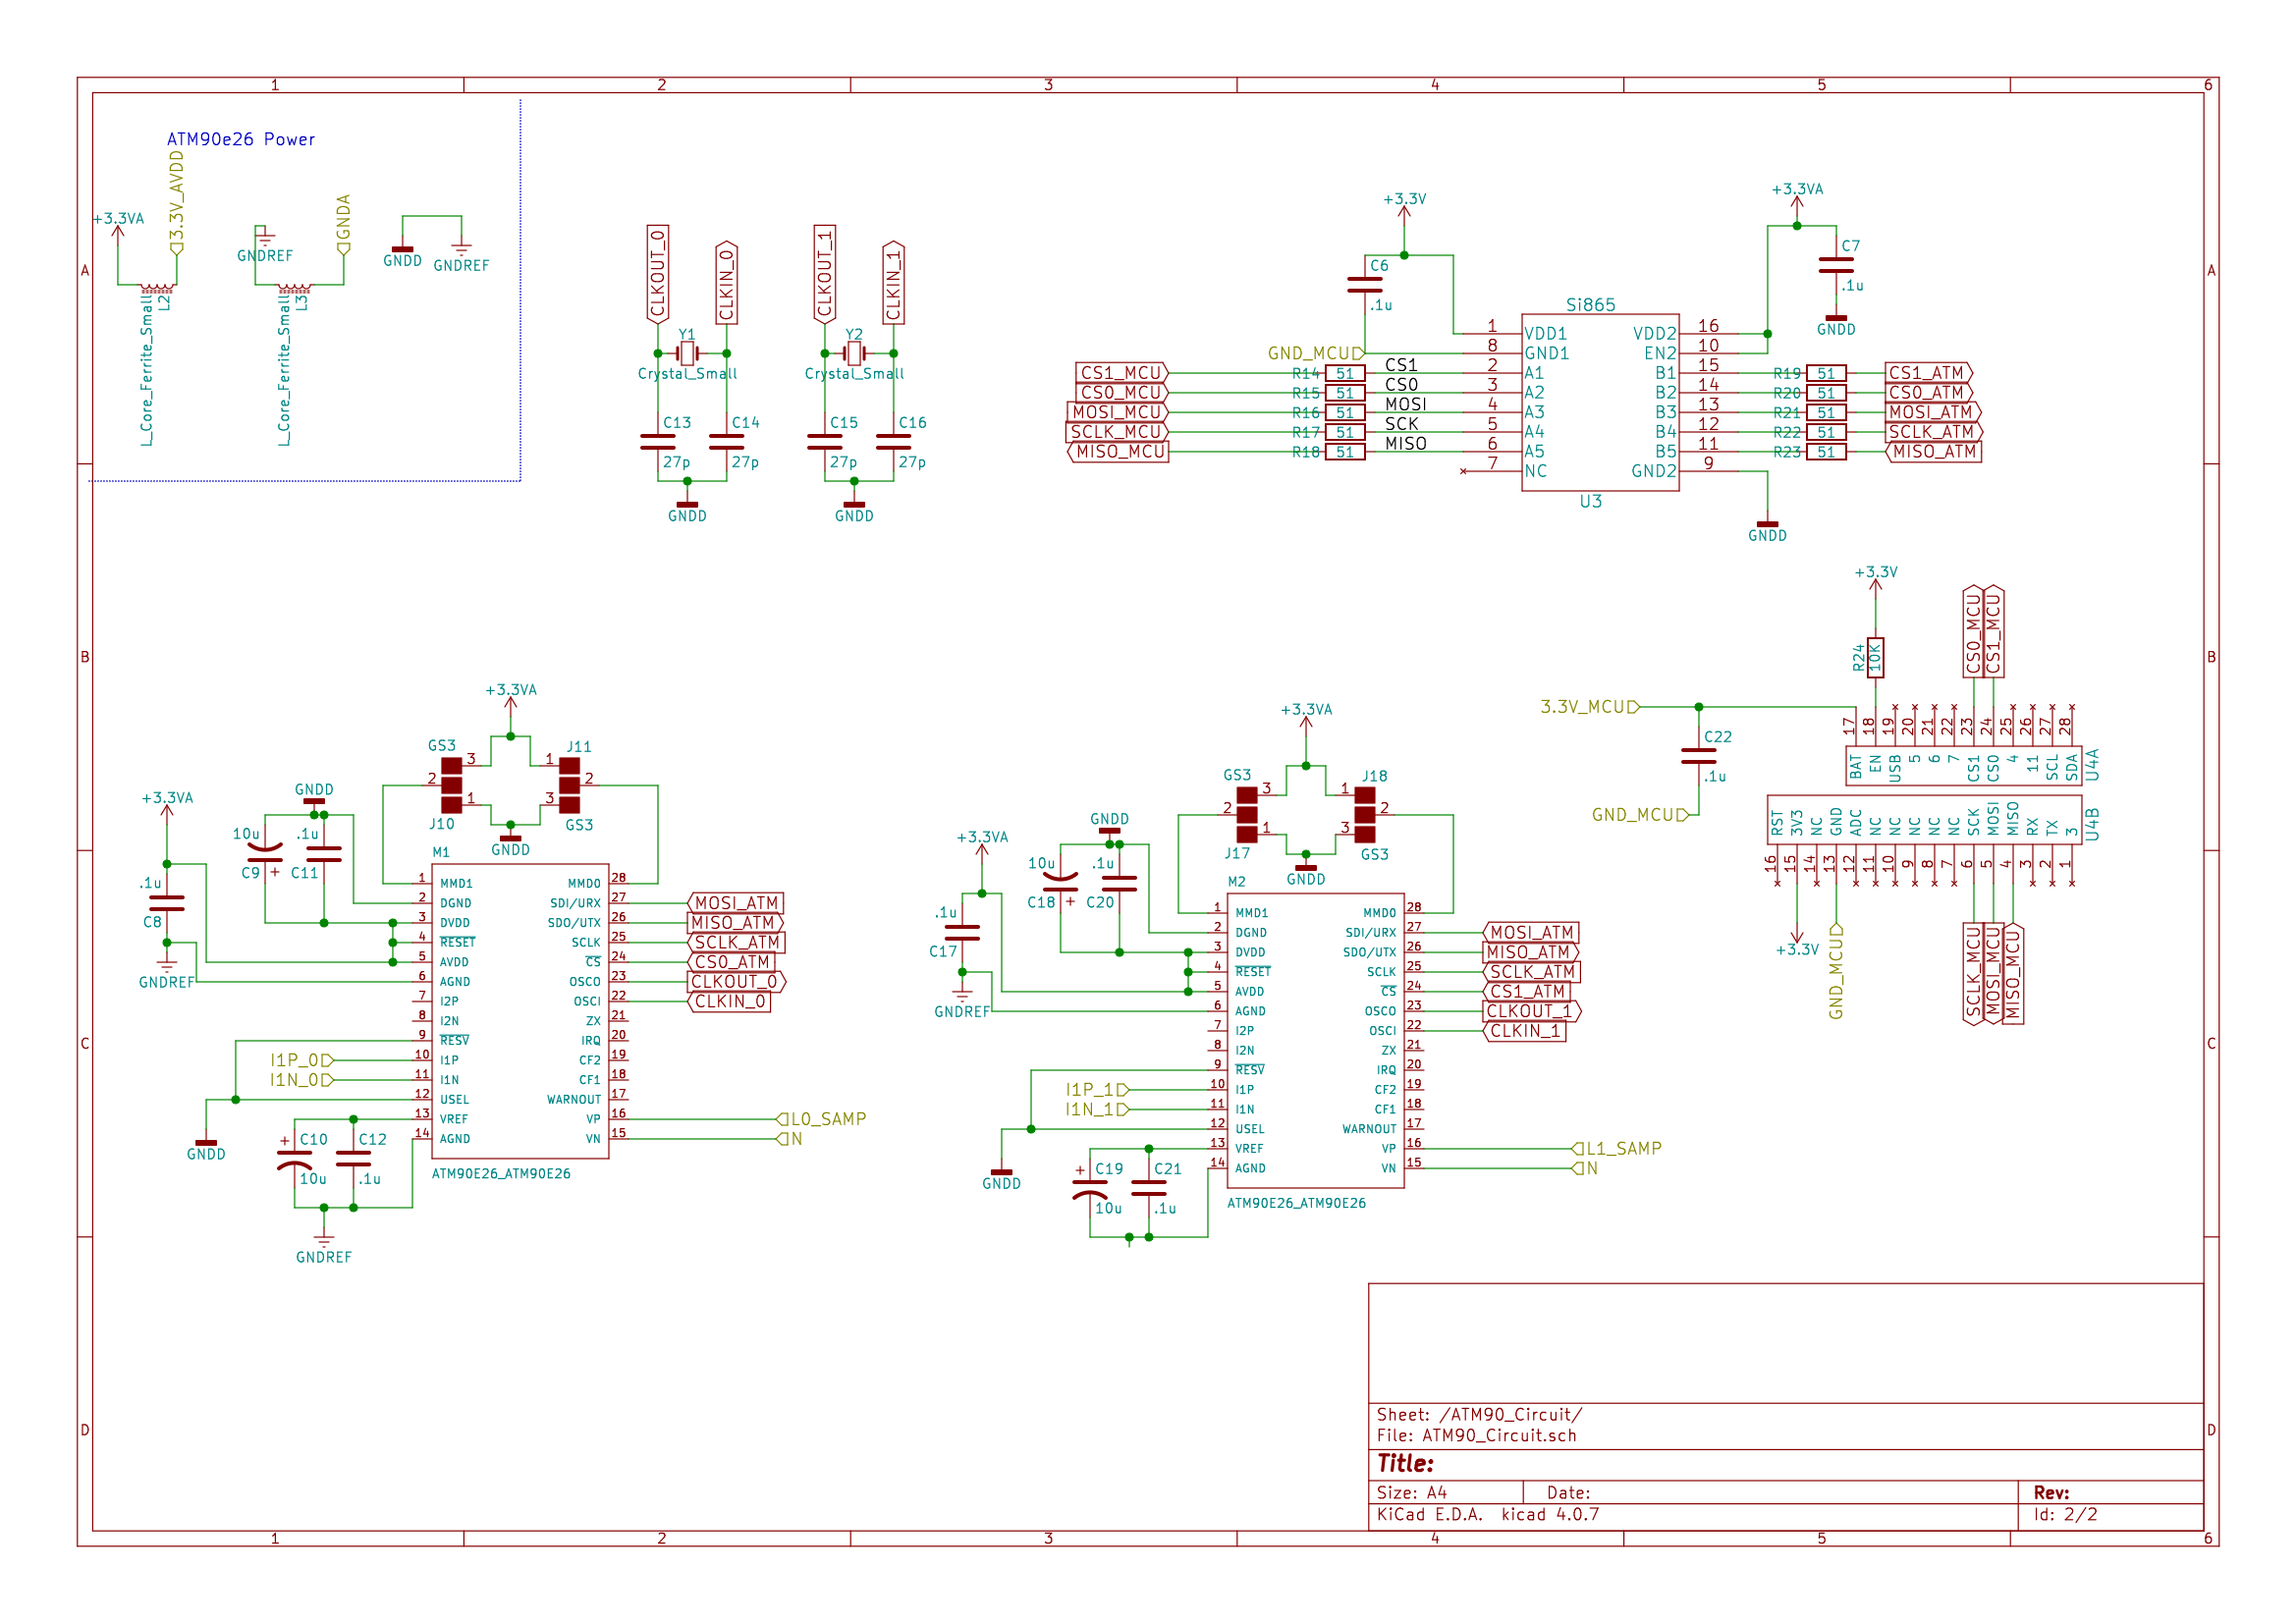 1 2 3 4 5 6
A
B
C
D
ATM90e26 Power
+3.3VA
3.3V_AVDD
L2
L_Core_Ferrite_Small
GNDREF
GNDA
L3
L_Core_Ferrite_Small
GNDD
GNDREF
CLKOUT_0
CLKIN_0
Y1
Crystal_Small
C13
27p
C14
27p
GNDD
CLKOUT_1
CLKIN_1
Y2
Crystal_Small
C15
27p
C16
27p
GNDD
+3.3V
C6
.1u
GND_MCU
CS1_MCU R14 51 CS1
CS0_MCU R15 51 CS0
MOSI_MCU R16 51 MOSI
SCLK_MCU R17 51 SCK
MISO_MCU R18 51 MISO
Si865
1 VDD1 VDD2 16
8 GND1 EN2 10
2 A1 B1 15
3 A2 B2 14
4 A3 B3 13
5 A4 B4 12
6 A5 B5 11
7 NC GND2 9
U3
+3.3VA
C7
.1u
GNDD
R19 51 CS1_ATM
R20 51 CS0_ATM
R21 51 MOSI_ATM
R22 51 SCLK_ATM
R23 51 MISO_ATM
GNDD
+3.3VA
GS3
3
2
1
J10
J11
1
2
3
GS3
GNDD
+3.3VA
.1u
C8
GNDREF
GNDD
10u
C9
+
.1u
C11
M1
1 MMD1 MMD0 28
2 DGND SDI/URX 27 MOSI_ATM
3 DVDD SDO/UTX 26 MISO_ATM
4 RESET SCLK 25 SCLK_ATM
5 AVDD CS 24 CS0_ATM
6 AGND OSCO 23 CLKOUT_0
7 I2P OSCI 22 CLKIN_0
8 I2N ZX 21
9 RESV IRQ 20
I1P_0 10 I1P CF2 19
I1N_0 11 I1N CF1 18
12 USEL WARNOUT 17
13 VREF VP 16 L0_SAMP
14 AGND VN 15 N
ATM90E26_ATM90E26
GNDD
+
C10
10u
C12
.1u
GNDREF
+3.3VA
GS3
3
2
1
J17
J18
1
2
3
GS3
GNDD
+3.3VA
.1u
C17
GNDREF
GNDD
10u
C18
+
.1u
C20
M2
1 MMD1 MMD0 28
2 DGND SDI/URX 27 MOSI_ATM
3 DVDD SDO/UTX 26 MISO_ATM
4 RESET SCLK 25 SCLK_ATM
5 AVDD CS 24 CS1_ATM
6 AGND OSCO 23 CLKOUT_1
7 I2P OSCI 22 CLKIN_1
8 I2N ZX 21
9 RESV IRQ 20
I1P_1 10 I1P CF2 19
I1N_1 11 I1N CF1 18
12 USEL WARNOUT 17
13 VREF VP 16 L1_SAMP
14 AGND VN 15 N
ATM90E26_ATM90E26
GNDD
+
C19
10u
C21
.1u
+3.3V
R24
10K
CS0_MCU
CS1_MCU
3.3V_MCU
C22
.1u
GND_MCU
17 18 19 20 21 22 23 24 25 26 27 28
BAT EN USB 5 6 7 CS1 CS0 4 11 SCL SDA
U4A
RST 3V3 NC GND ADC NC NC NC NC NC SCK MOSI MISO RX TX 3
U4B
16 15 14 13 12 11 10 9 8 7 6 5 4 3 2 1
+3.3V
GND_MCU
SCLK_MCU
MOSI_MCU
MISO_MCU
A
B
C
D
Sheet: /ATM90_Circuit/
File: ATM90_Circuit.sch
Title:
Size: A4 Date: Rev:
KiCad E.D.A. kicad 4.0.7 Id: 2/2
1 2 3 4 5 6